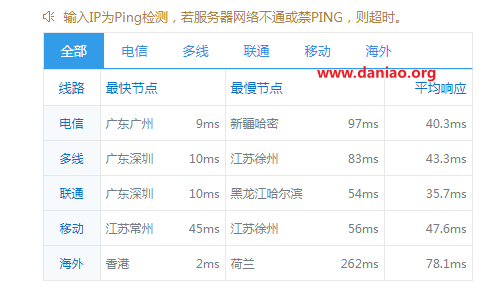 输入IP为Ping检测，若服务器网络不通或禁PING，则超时。
全部 电信 多线 联通 移动 海外
www.daniao.org
线路 最快节点 最慢节点 平均响应
电信 广东广州 9ms 新疆哈密 97ms 40.3ms
多线 广东深圳 10ms 江苏徐州 83ms 43.3ms
联通 广东深圳 10ms 黑龙江哈尔滨 54ms 35.7ms
移动 江苏常州 45ms 江苏徐州 56ms 47.6ms
海外 香港 2ms 荷兰 262ms 78.1ms